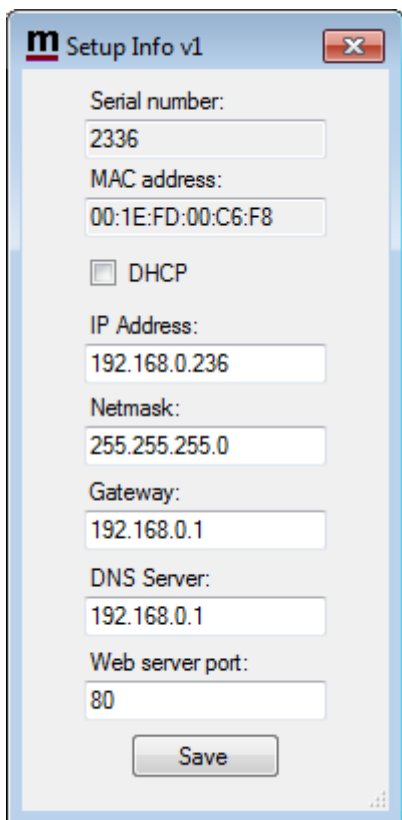 m Setup Info v1
Serial number:
2336
MAC address:
00:1E:FD:00:C6:F8
DHCP
IP Address:
192.168.0.236
Netmask:
255.255.255.0
Gateway:
192.168.0.1
DNS Server:
192.168.0.1
Web server port:
80
Save